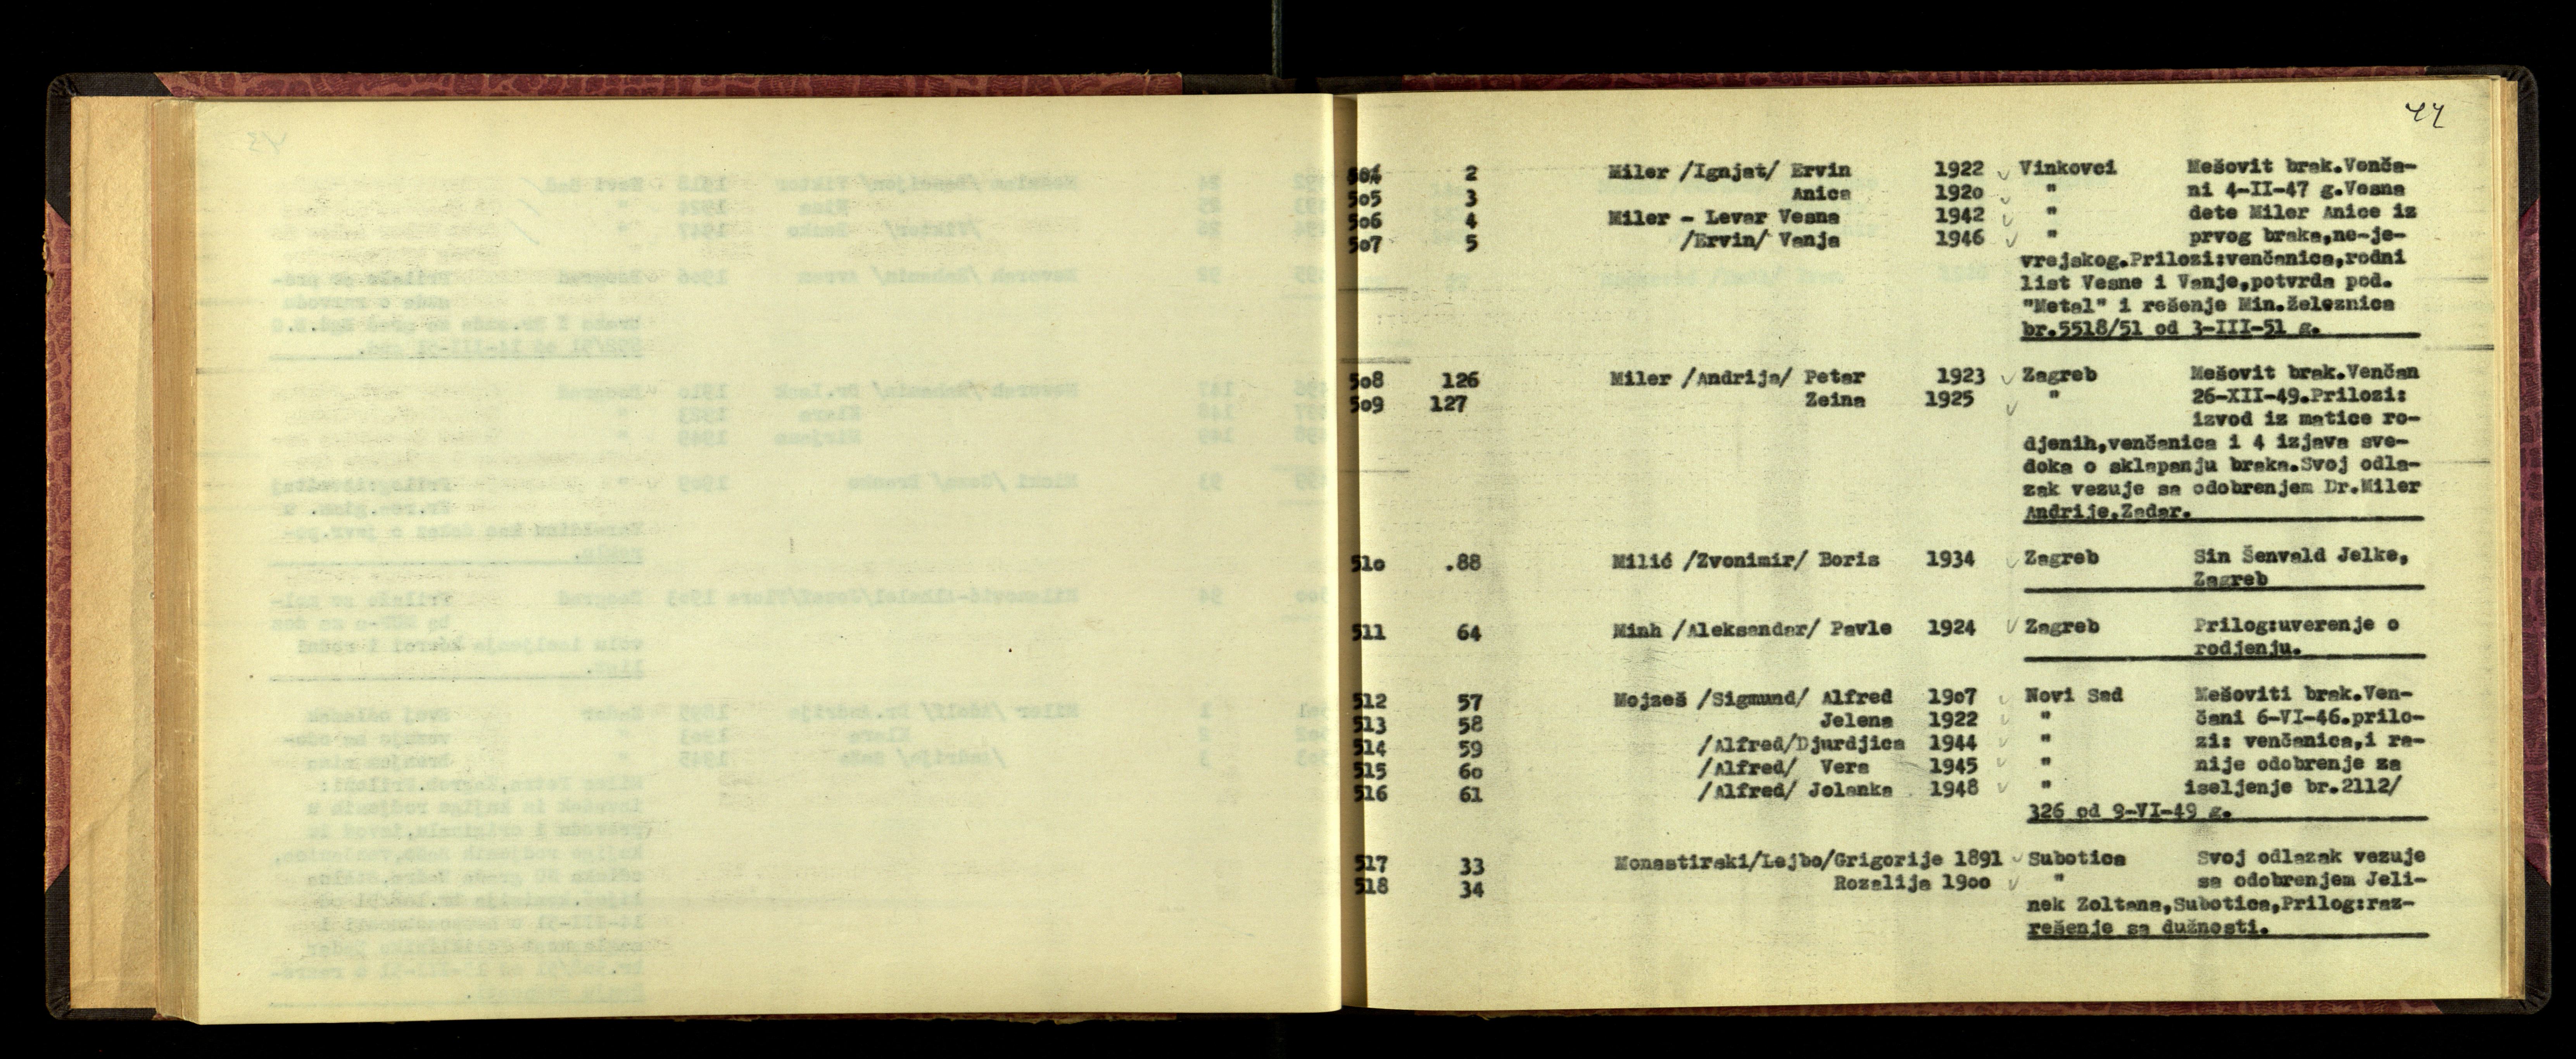 44
504 2 Miler /Ignjat/ Ervin 1922 ✓ Vinkovci Mešovit brak.Venča-
505 3 Anica 192o ✓ " ni 4-II-47 g.Vesna
506 4 Miler - Levar Vesna 1942 ✓ " dete Miler Anice iz
507 5 /Ervin/ Vanja 1946 ✓ " prvog braka,ne-je-
vrejskog.Prilozi:venčanica,rodni
list Vesne i Vanje,potvrda pod.
"Metal" i rešenje Min.železnica
br.5518/51 od 3-III-51 g.
508 126 Miler /Andrija/ Petar 1923 ✓ Zagreb Mešovit brak.Venčan
5o9 127 Zeina 1925 ✓ " 26-XII-49.Prilozi:
izvod iz matice ro-
djenih,venčanica i 4 izjava sve-
doka o sklapanju braka.Svoj odla-
zak vezuje sa odobrenjem Dr.Miler
Andrije,Zadar.
51o .88 Milić /Zvonimir/ Boris 1934 ✓ Zagreb Sin Šenvald Jelke,
Zagreb
511 64 Minh /Aleksandar/ Pavle 1924 ✓ Zagreb Prilog:uverenje o
rodjenju.
512 57 Mojzeš /Sigmund/ Alfred 19o7 ✓ Novi Sad Mešoviti brak.Ven-
513 58 Jelena 1922 ✓ " čani 6-VI-46.prilo-
514 59 /Alfred/Djurdjica 1944 ✓ " zi: venčanica,i ra-
515 6o /Alfred/ Vera 1945 ✓ " nije odobrenje za
516 61 /Alfred/ Jolanka 1948 ✓ " iseljenje br.2112/
326 od 9-VI-49 g.
517 33 Monastirski/Lejbo/Grigorije 1891 ✓ Subotica Svoj odlazak vezuje
518 34 Rozalija 19oo ✓ " sa odobrenjem Jeli-
nek Zoltana,Subotica,Prilog:raz-
rešenje sa dužnosti.